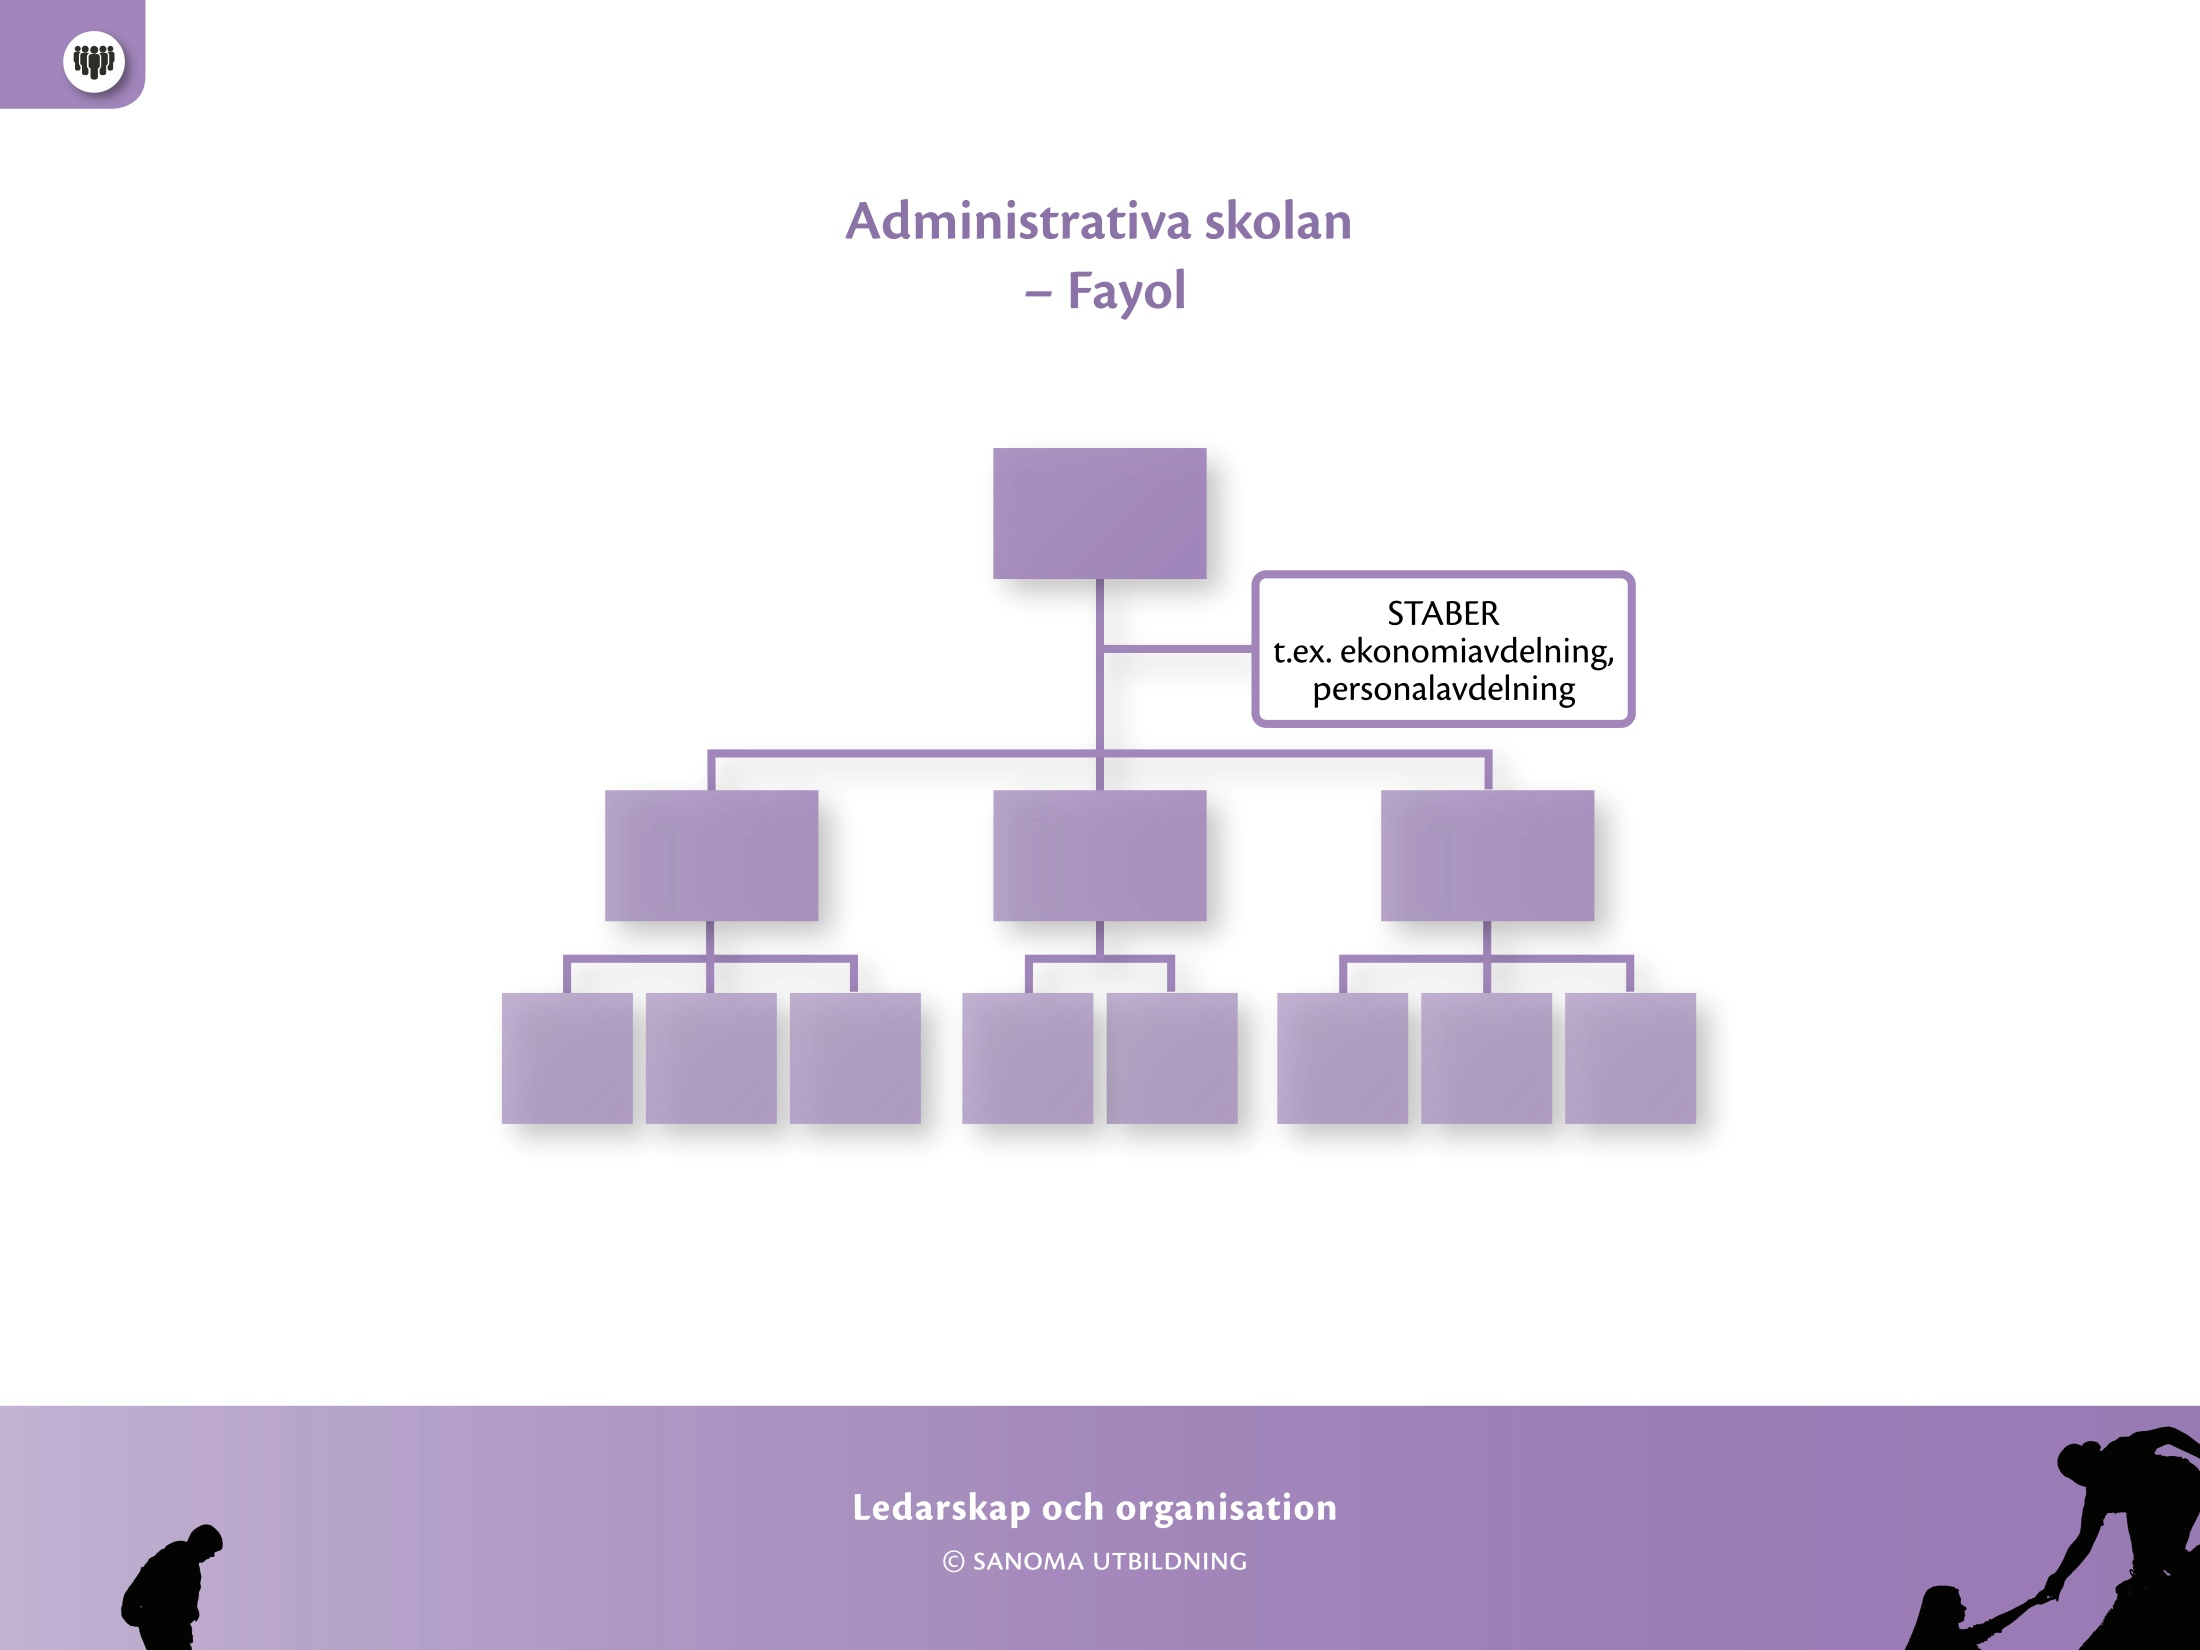 Administrativa skolan
– Fayol
STABER
t.ex. ekonomiavdelning,
personalavdelning
Ledarskap och organisation
© SANOMA UTBILDNING